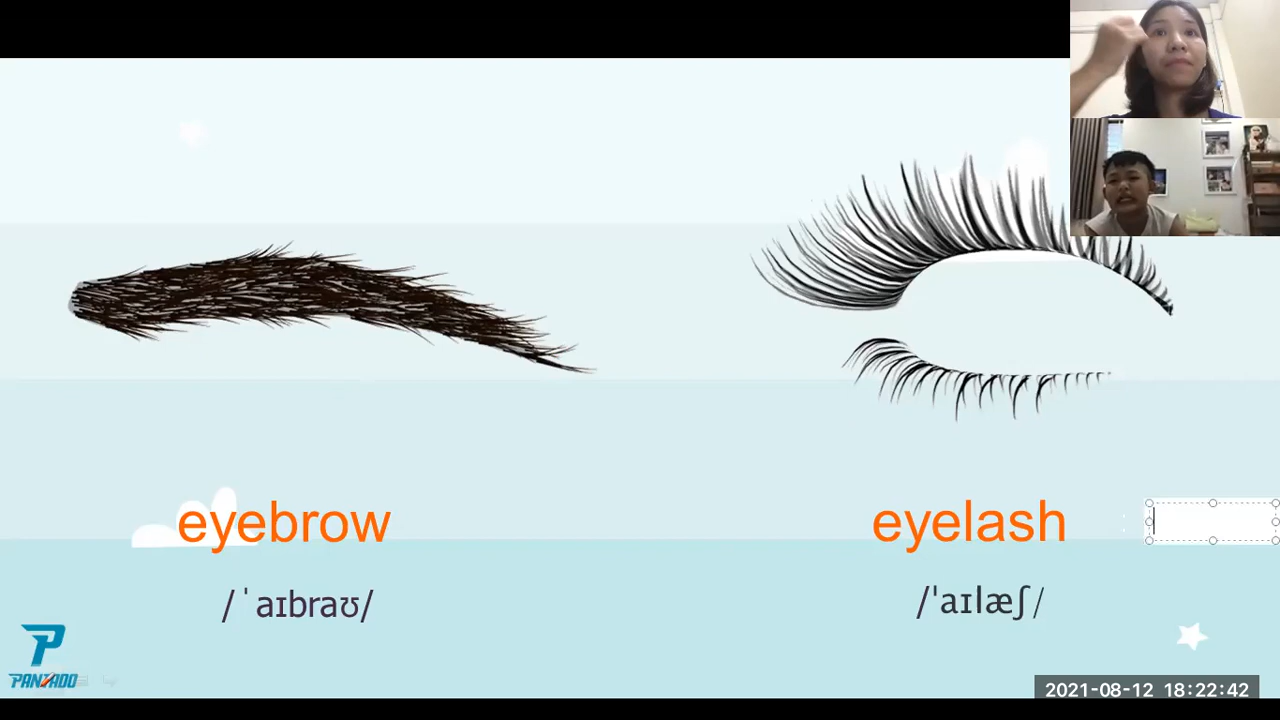 eyebrow
eyelash
/ˈaɪbraʊ/
/ˈaɪlæʃ/
PANTADO
2021-08-12 18:22:42